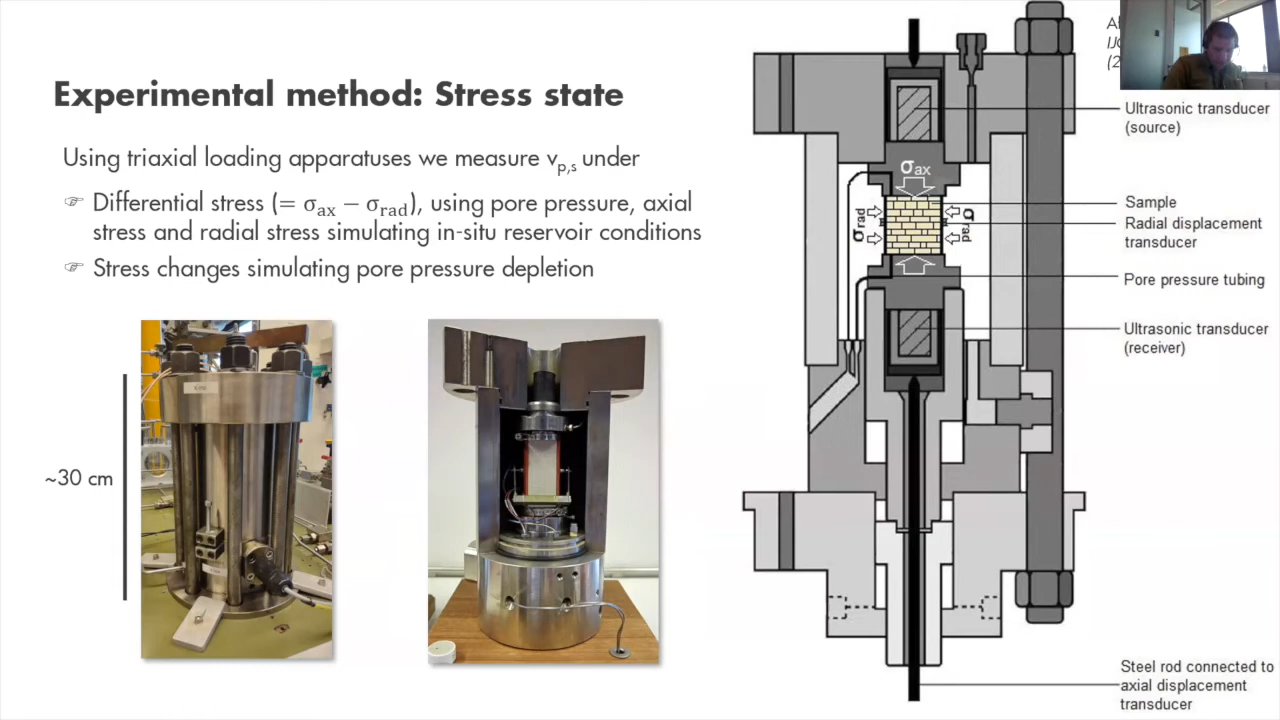 Experimental method: Stress state
Using triaxial loading apparatuses we measure vp,s under
☞ Differential stress (= σax − σrad), using pore pressure, axial
stress and radial stress simulating in-situ reservoir conditions
☞ Stress changes simulating pore pressure depletion
~30 cm
σax
σrad
σrad
Ultrasonic transducer
(source)
Sample
Radial displacement
transducer
Pore pressure tubing
Ultrasonic transducer
(receiver)
Steel rod connected to
axial displacement
transducer